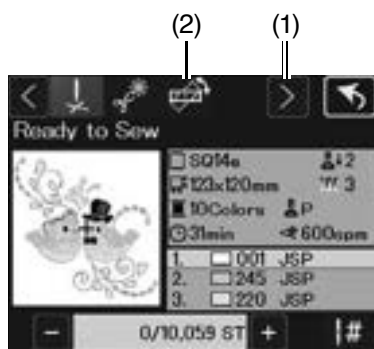 (2) (1)
Ready to Sew
SQ14a 2
123x120mm 3
10Colors P
31min 600spm
1. 001 JSP
2. 245 JSP
3. 220 JSP
− 0/10,059 ST + #